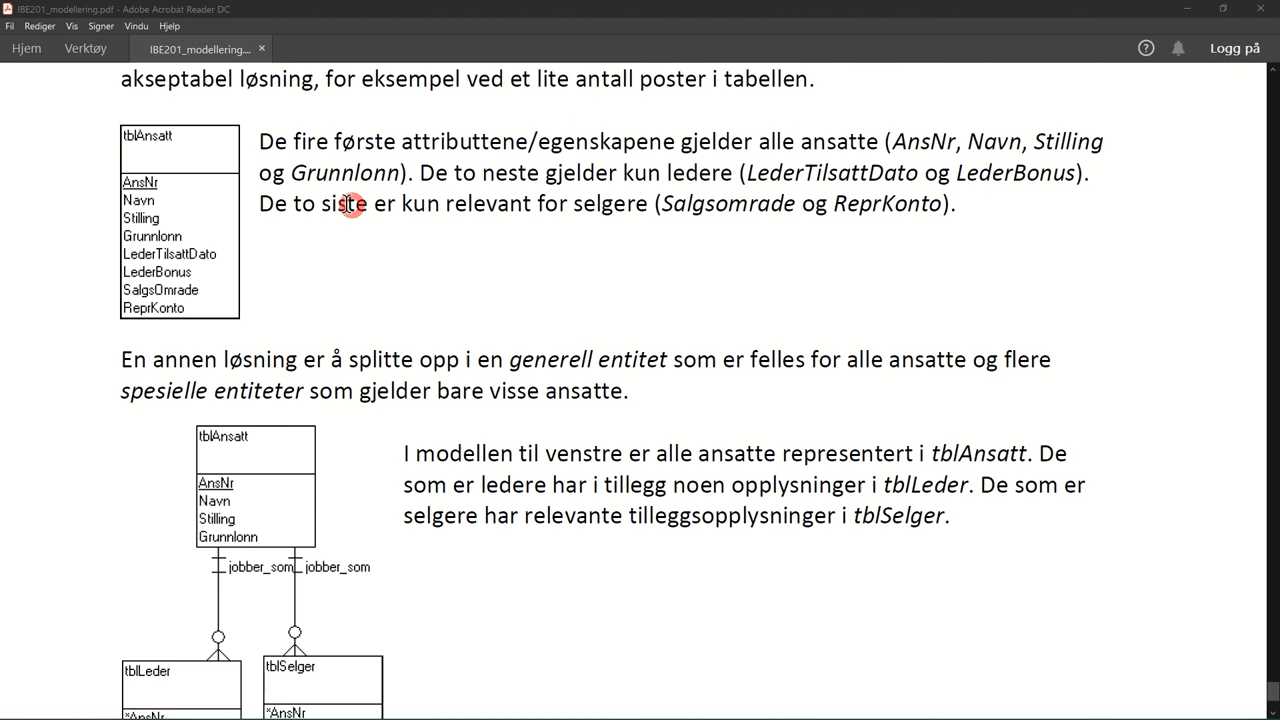 IBE201_modellering.pdf - Adobe Acrobat Reader DC
Fil Rediger Vis Signer Vindu Hjelp
Hjem Verktøy IBE201_modellering.... × Logg på
akseptabel løsning, for eksempel ved et lite antall poster i tabellen.
tblAnsatt
AnsNr
Navn
Stilling
Grunnlonn
LederTilsattDato
LederBonus
SalgsOmrade
ReprKonto
De fire første attributtene/egenskapene gjelder alle ansatte (AnsNr, Navn, Stilling
og Grunnlonn). De to neste gjelder kun ledere (LederTilsattDato og LederBonus).
De to siste er kun relevant for selgere (Salgsomrade og ReprKonto).
En annen løsning er å splitte opp i en generell entitet som er felles for alle ansatte og flere
spesielle entiteter som gjelder bare visse ansatte.
tblAnsatt
AnsNr
Navn
Stilling
Grunnlonn
jobber_som jobber_som
tblLeder
*AnsNr
tblSelger
*AnsNr
I modellen til venstre er alle ansatte representert i tblAnsatt. De
som er ledere har i tillegg noen opplysninger i tblLeder. De som er
selgere har relevante tilleggsopplysninger i tblSelger.